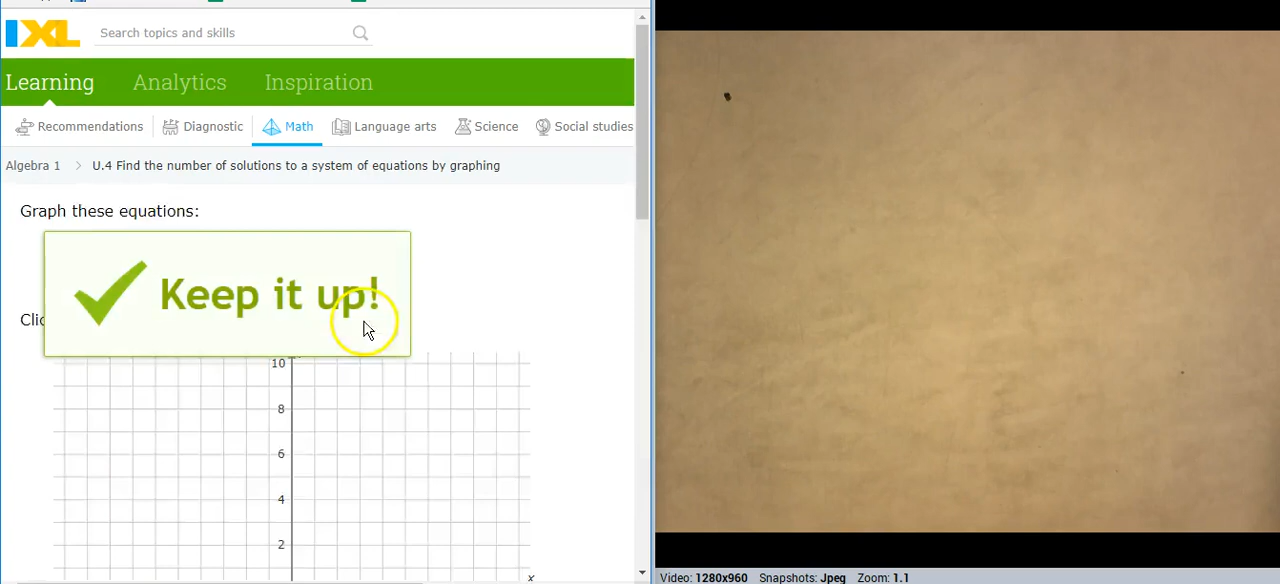 IXL Search topics and skills
Learning Analytics Inspiration
Recommendations Diagnostic Math Language arts Science Social studies
Algebra 1 > U.4 Find the number of solutions to a system of equations by graphing
Graph these equations:
Keep it up!
Clic
10
8
6
4
2
x
Video: 1280x960 Snapshots: Jpeg Zoom: 1.1